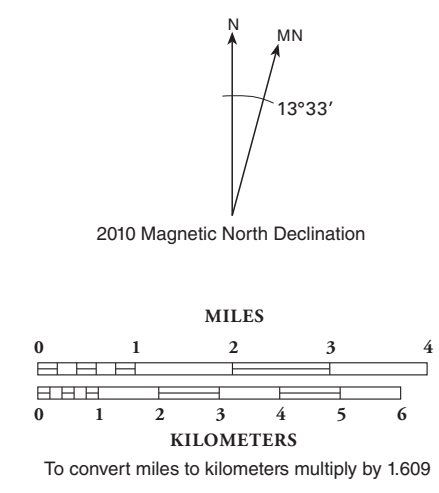 N
MN
13°33′
2010 Magnetic North Declination
MILES
0 1 2 3 4
0 1 2 3 4 5 6
KILOMETERS
To convert miles to kilometers multiply by 1.609